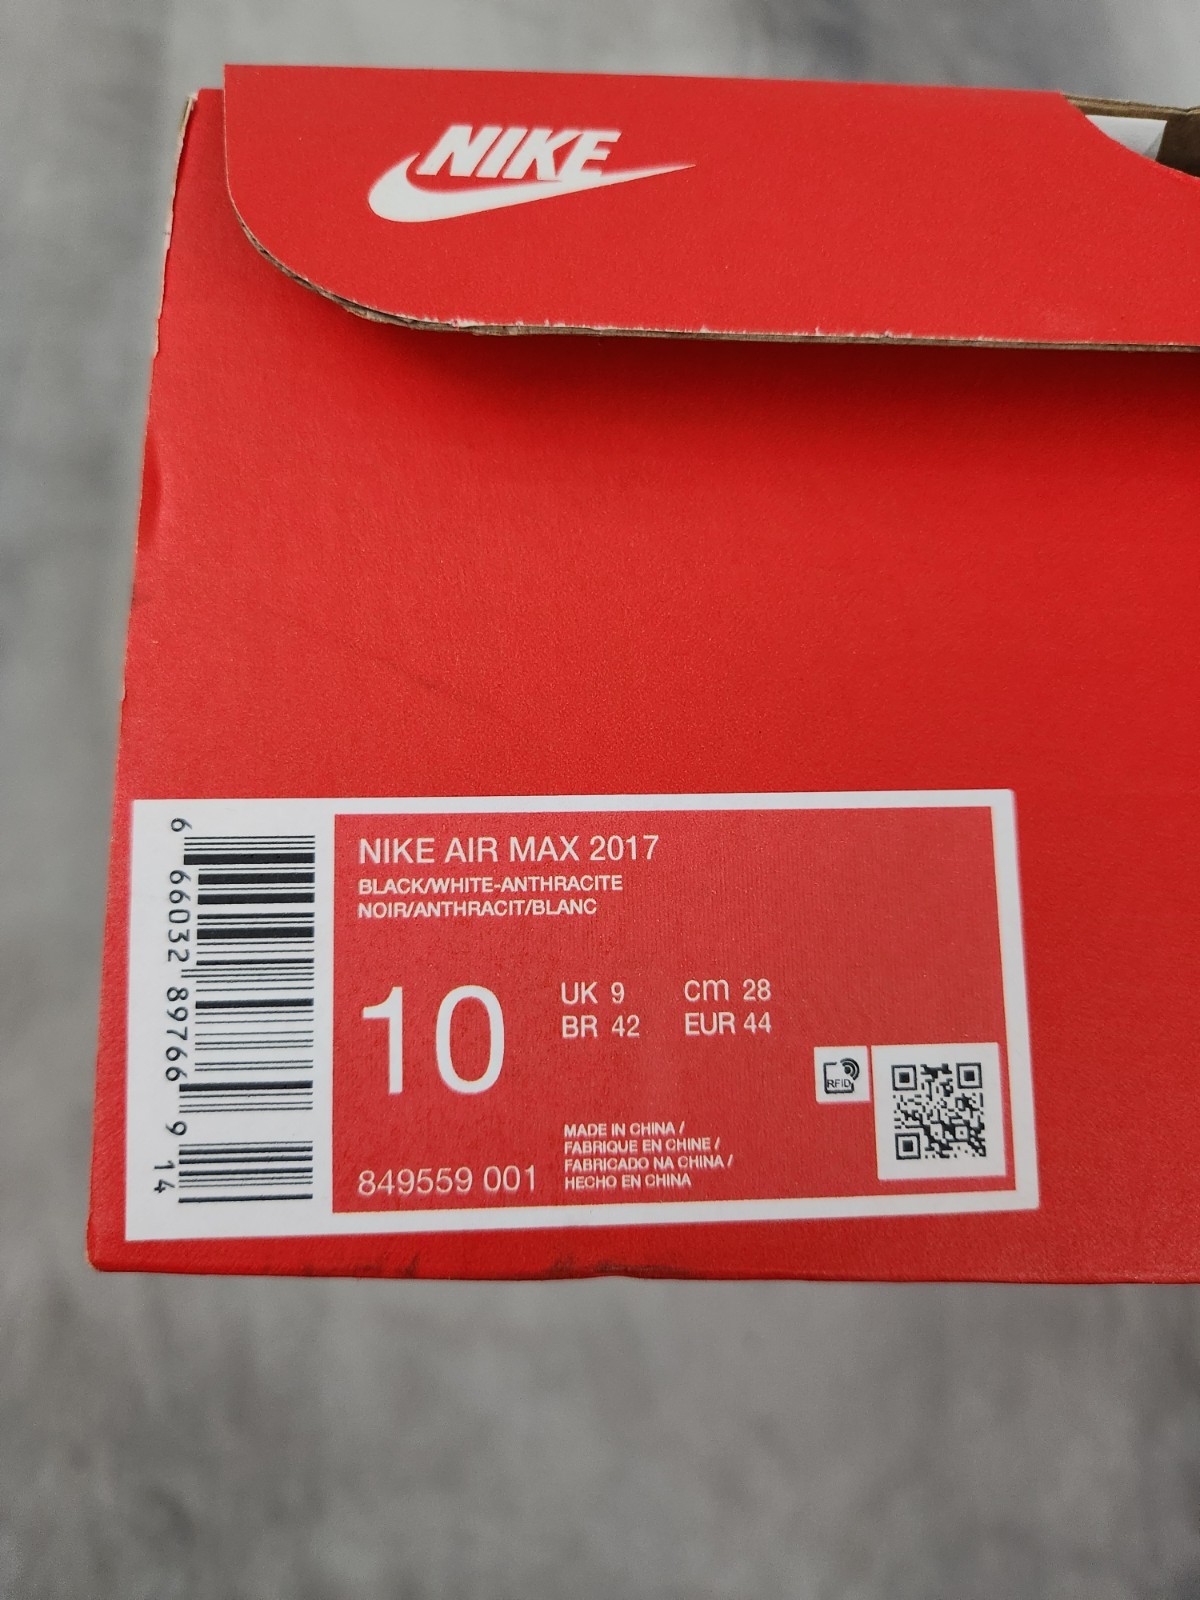 NIKE
NIKE AIR MAX 2017
BLACK/WHITE-ANTHRACITE
NOIR/ANTHRACIT/BLANC
10
UK 9 cm 28
BR 42 EUR 44
RFID
MADE IN CHINA /
FABRIQUE EN CHINE /
FABRICADO NA CHINA /
HECHO EN CHINA
849559 001
6 66032 89766 9 14